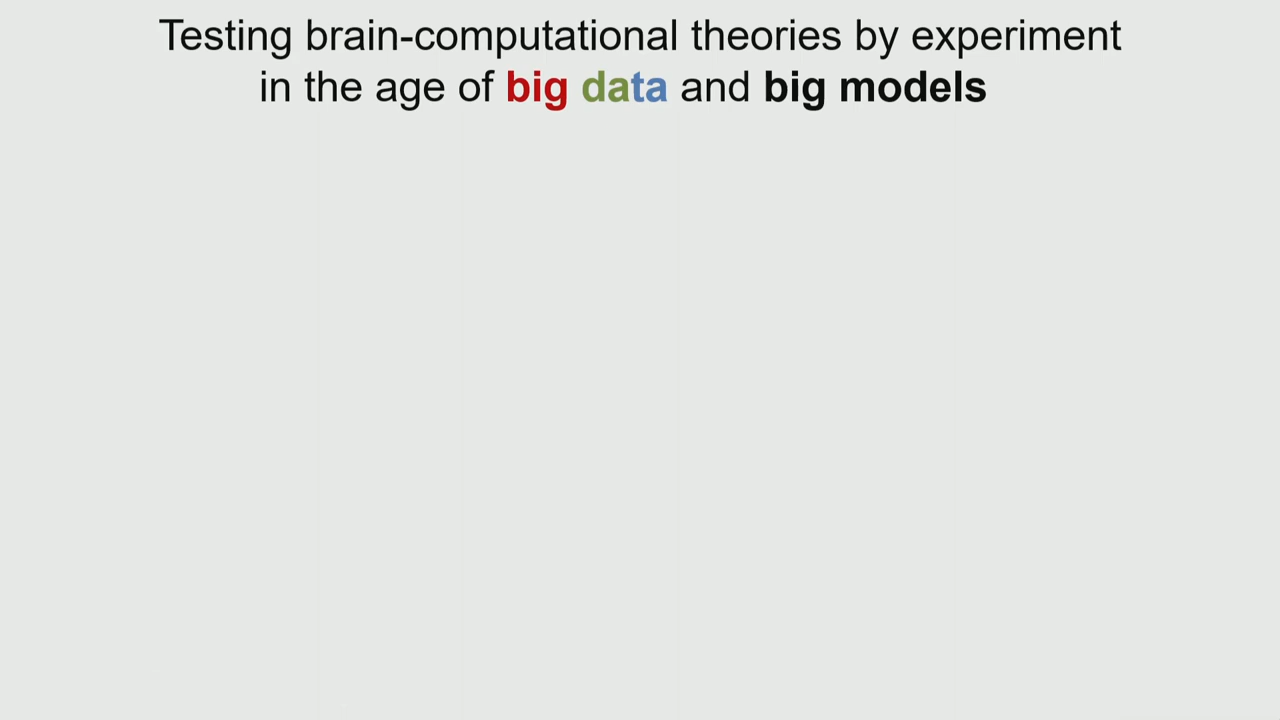 Testing brain-computational theories by experiment
in the age of big data and big models